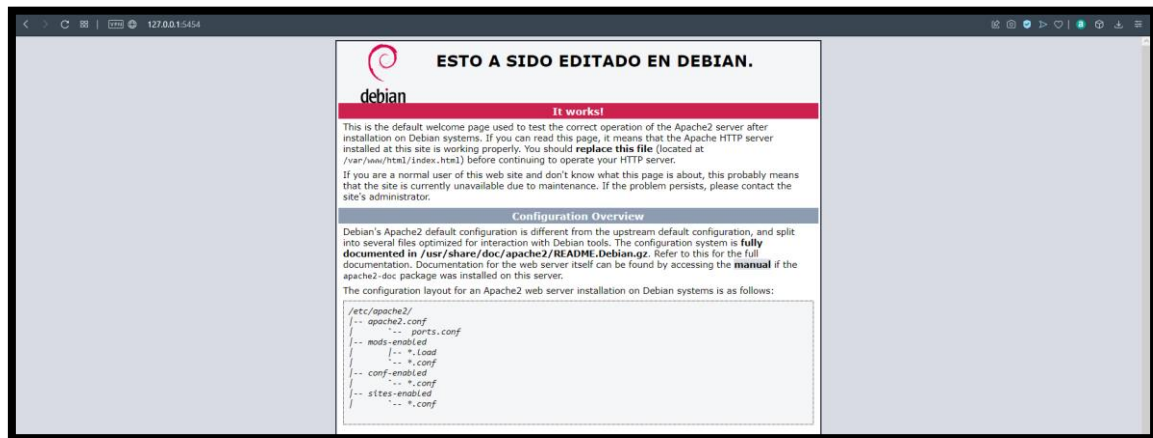 VPN 127.0.0.1:5454
ESTO A SIDO EDITADO EN DEBIAN.
debian
It works!
This is the default welcome page used to test the correct operation of the Apache2 server after
installation on Debian systems. If you can read this page, it means that the Apache HTTP server
installed at this site is working properly. You should replace this file (located at
/var/www/html/index.html) before continuing to operate your HTTP server.
If you are a normal user of this web site and don't know what this page is about, this probably means
that the site is currently unavailable due to maintenance. If the problem persists, please contact the
site's administrator.
Configuration Overview
Debian's Apache2 default configuration is different from the upstream default configuration, and split
into several files optimized for interaction with Debian tools. The configuration system is fully
documented in /usr/share/doc/apache2/README.Debian.gz. Refer to this for the full
documentation. Documentation for the web server itself can be found by accessing the manual if the
apache2-doc package was installed on this server.
The configuration layout for an Apache2 web server installation on Debian systems is as follows:
/etc/apache2/
|-- apache2.conf
|       `--  ports.conf
|-- mods-enabled
|       |-- *.load
|       `-- *.conf
|-- conf-enabled
|       `-- *.conf
|-- sites-enabled
|       `-- *.conf